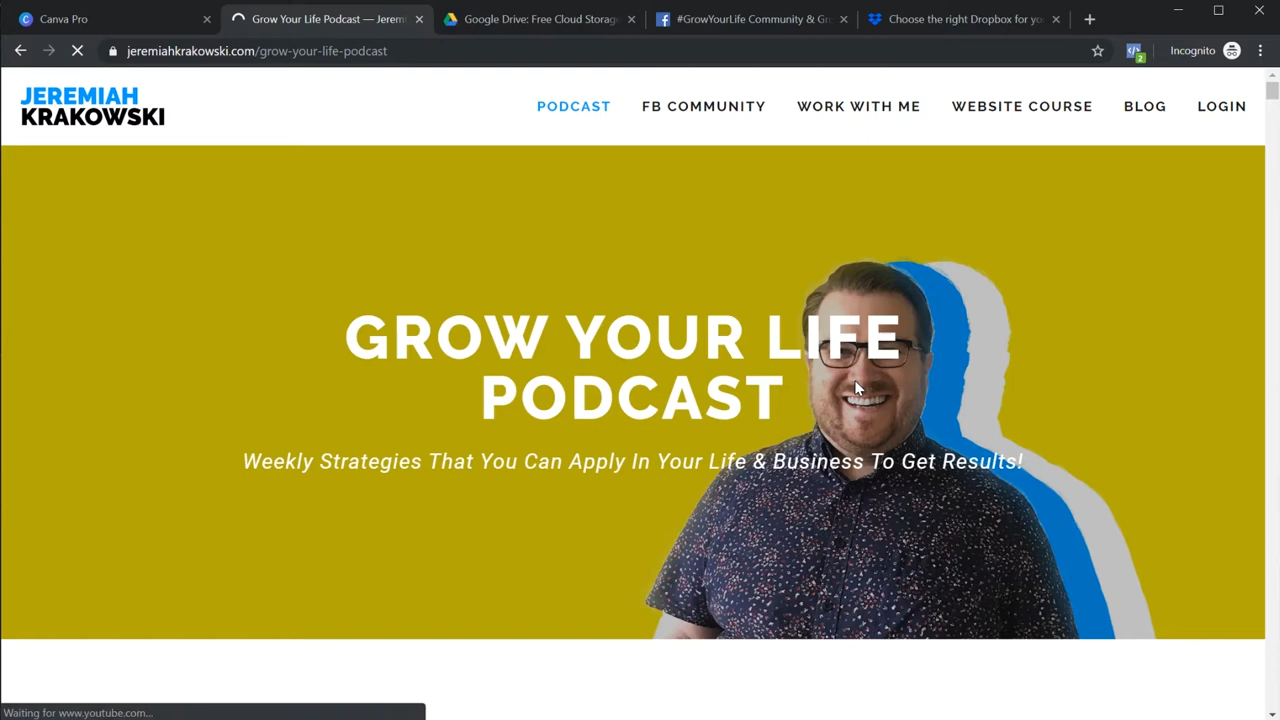 Canva Pro
Grow Your Life Podcast — Jeremi
Google Drive: Free Cloud Storag
#GrowYourLife Community & Gr
Choose the right Dropbox for yo
jeremiahkrakowski.com/grow-your-life-podcast
2
Incognito
JEREMIAH
KRAKOWSKI
PODCAST
FB COMMUNITY
WORK WITH ME
WEBSITE COURSE
BLOG
LOGIN
GROW YOUR LIFE
PODCAST
Weekly Strategies That You Can Apply In Your Life & Business To Get Results!
Waiting for www.youtube.com...